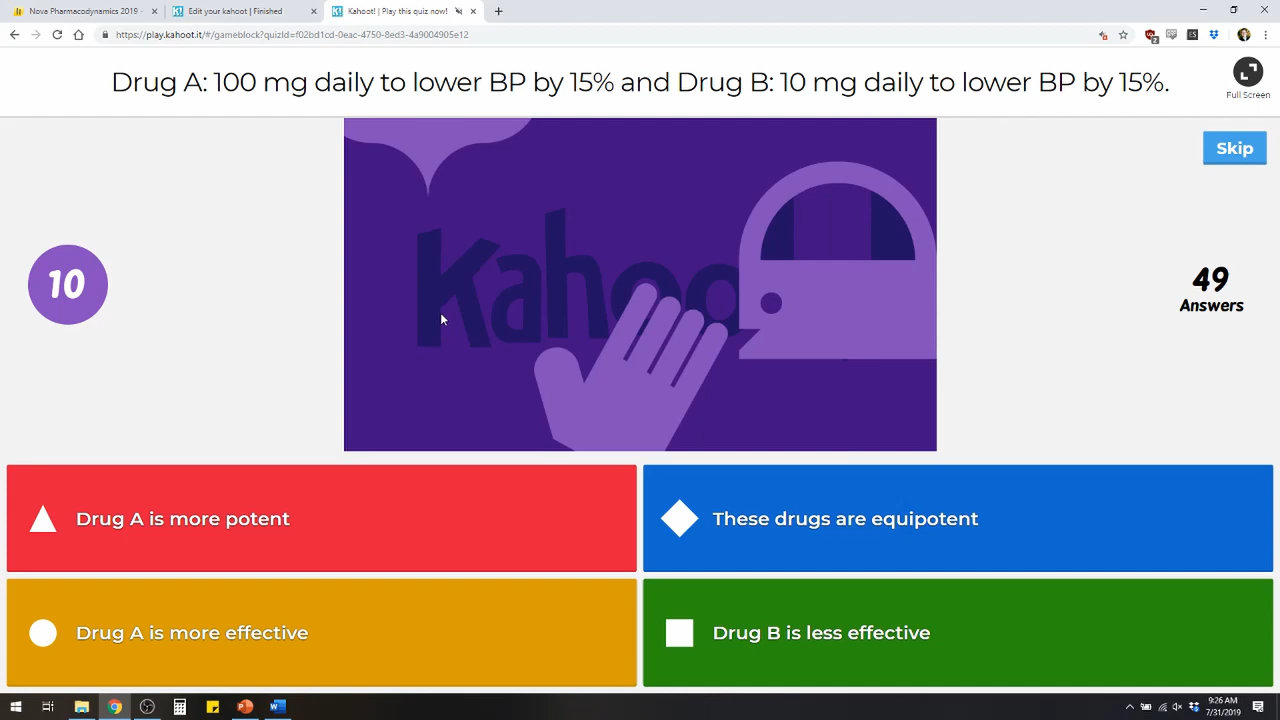 Nova Pharmacodynamics 2019 -
Edit your kahoot | Finished
Kahoot! | Play this quiz now!
https://play.kahoot.it/#/gameblock?quizId=f02bd1cd-0eac-4750-8ed3-4a9004905e12
Drug A: 100 mg daily to lower BP by 15% and Drug B: 10 mg daily to lower BP by 15%.
Full Screen
Skip
Kahoo
10
49
Answers
Drug A is more potent
These drugs are equipotent
Drug A is more effective
Drug B is less effective
9:26 AM
7/31/2019